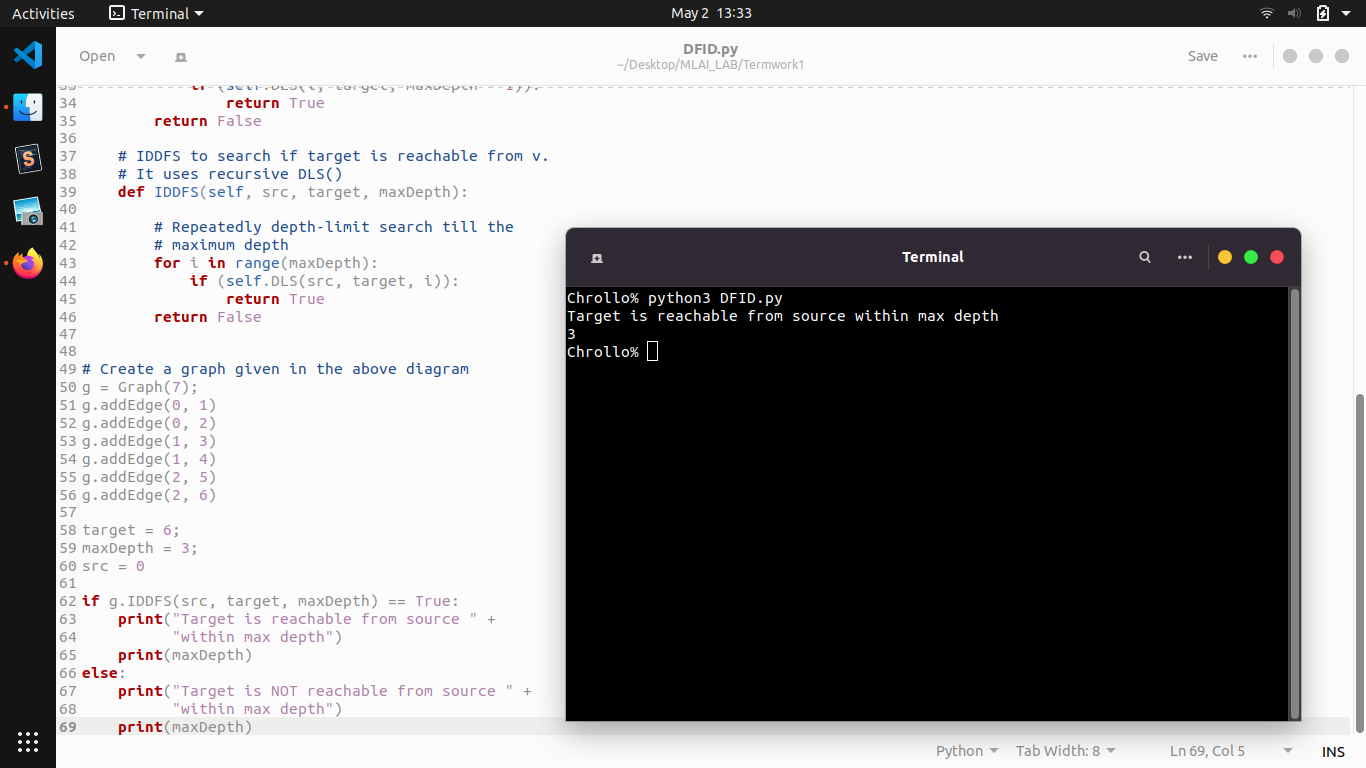 Activities
Terminal
May 2 13:33
Open
DFID.py
~/Desktop/MLAI_LAB/Termwork1
Save
34                 return True
35         return False
36
37     # IDDFS to search if target is reachable from v.
38     # It uses recursive DLS()
39     def IDDFS(self, src, target, maxDepth):
40
41         # Repeatedly depth-limit search till the
42         # maximum depth
43         for i in range(maxDepth):
44             if (self.DLS(src, target, i)):
45                 return True
46         return False
47
48
49 # Create a graph given in the above diagram
50 g = Graph(7);
51 g.addEdge(0, 1)
52 g.addEdge(0, 2)
53 g.addEdge(1, 3)
54 g.addEdge(1, 4)
55 g.addEdge(2, 5)
56 g.addEdge(2, 6)
57
58 target = 6;
59 maxDepth = 3;
60 src = 0
61
62 if g.IDDFS(src, target, maxDepth) == True:
63     print("Target is reachable from source " +
64           "within max depth")
65     print(maxDepth)
66 else:
67     print("Target is NOT reachable from source " +
68           "within max depth")
69     print(maxDepth)
Terminal
Chrollo% python3 DFID.py
Target is reachable from source within max depth
3
Chrollo%
Python
Tab Width: 8
Ln 69, Col 5
INS